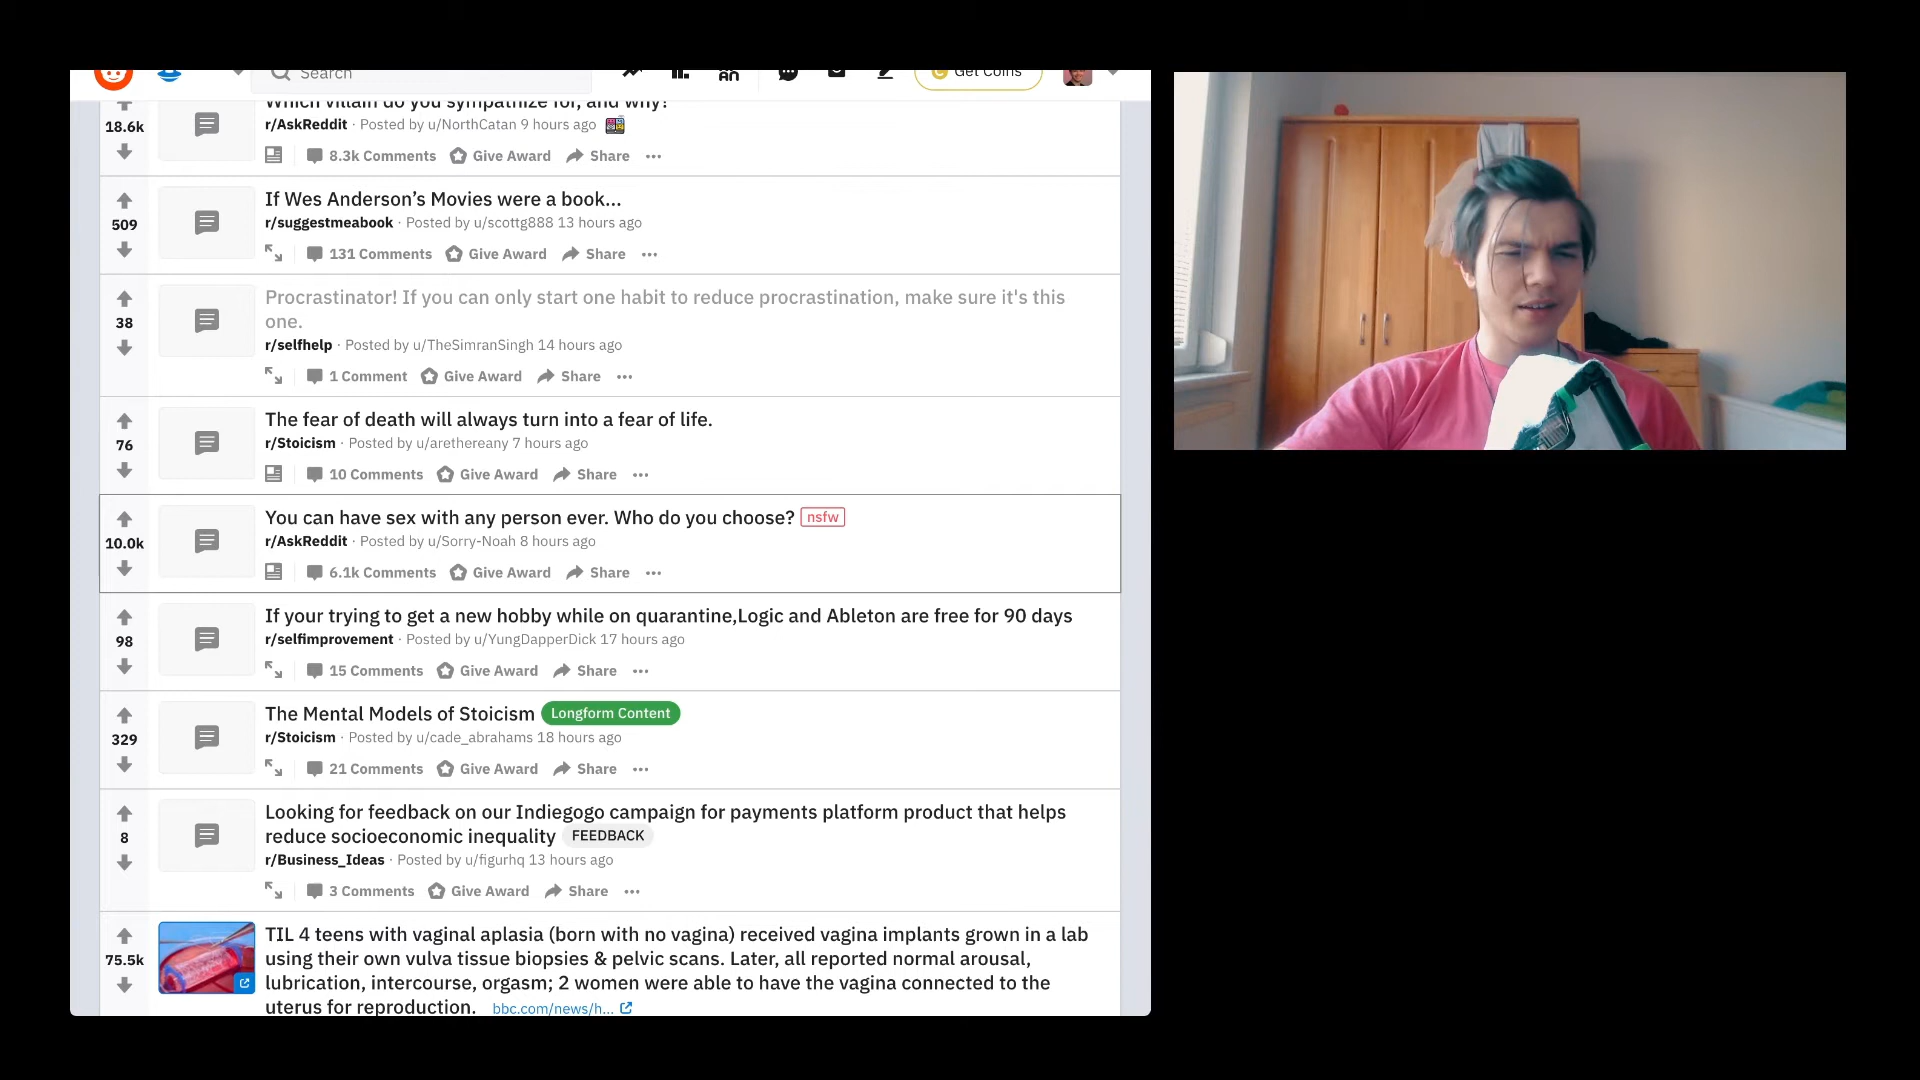 Search
Get Coins
Which villain do you sympathize for, and why?
18.6k
r/AskReddit · Posted by u/NorthCatan 9 hours ago
8.3k Comments Give Award Share ...
If Wes Anderson’s Movies were a book...
509
r/suggestmeabook · Posted by u/scottg888 13 hours ago
131 Comments Give Award Share ...
Procrastinator! If you can only start one habit to reduce procrastination, make sure it's this
38
one.
r/selfhelp · Posted by u/TheSimranSingh 14 hours ago
1 Comment Give Award Share ...
The fear of death will always turn into a fear of life.
76
r/Stoicism · Posted by u/arethereany 7 hours ago
10 Comments Give Award Share ...
You can have sex with any person ever. Who do you choose? nsfw
10.0k
r/AskReddit · Posted by u/Sorry-Noah 8 hours ago
6.1k Comments Give Award Share ...
If your trying to get a new hobby while on quarantine,Logic and Ableton are free for 90 days
98
r/selfimprovement · Posted by u/YungDapperDick 17 hours ago
15 Comments Give Award Share ...
The Mental Models of Stoicism Longform Content
329
r/Stoicism · Posted by u/cade_abrahams 18 hours ago
21 Comments Give Award Share ...
Looking for feedback on our Indiegogo campaign for payments platform product that helps
8
reduce socioeconomic inequality FEEDBACK
r/Business_Ideas · Posted by u/figurhq 13 hours ago
3 Comments Give Award Share ...
TIL 4 teens with vaginal aplasia (born with no vagina) received vagina implants grown in a lab
75.5k
using their own vulva tissue biopsies & pelvic scans. Later, all reported normal arousal,
lubrication, intercourse, orgasm; 2 women were able to have the vagina connected to the
uterus for reproduction. bbc.com/news/h...